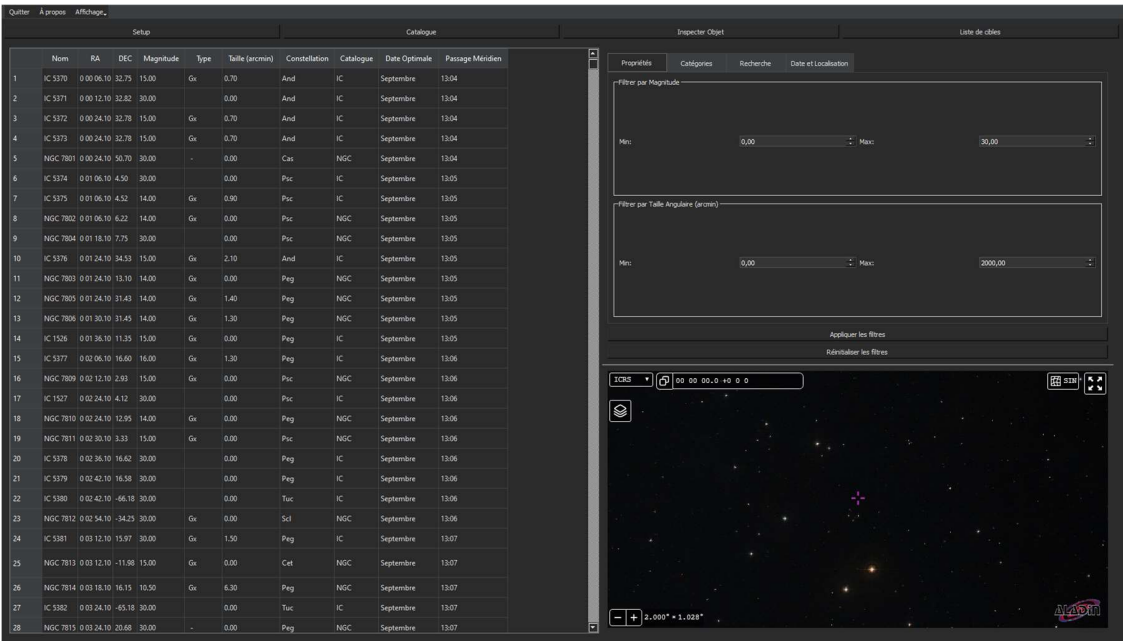 Quitter À propos Affichage
Setup Catalogue Inspecter Objet Liste de cibles
Nom RA DEC Magnitude Type Taille (arcmin) Constellation Catalogue Date Optimale Passage Méridien
1 IC 5370 0 00 06.10 32.75 15.00 Gx 0.70 And IC Septembre 13:04
2 IC 5371 0 00 12.10 32.82 30.00 0.00 And IC Septembre 13:04
3 IC 5372 0 00 24.10 32.78 15.00 Gx 0.70 And IC Septembre 13:04
4 IC 5373 0 00 24.10 32.78 15.00 Gx 0.70 And IC Septembre 13:04
5 NGC 7801 0 00 24.10 50.70 30.00 - 0.00 Cas NGC Septembre 13:04
6 IC 5374 0 01 06.10 4.50 30.00 0.00 Psc IC Septembre 13:05
7 IC 5375 0 01 06.10 4.52 14.00 Gx 0.90 Psc IC Septembre 13:05
8 NGC 7802 0 01 06.10 6.22 14.00 Gx 0.00 Psc NGC Septembre 13:05
9 NGC 7804 0 01 18.10 7.75 30.00 0.00 Psc NGC Septembre 13:05
10 IC 5376 0 01 24.10 34.53 15.00 Gx 2.10 And IC Septembre 13:05
11 NGC 7803 0 01 24.10 13.10 14.00 Gx 0.00 Peg NGC Septembre 13:05
12 NGC 7805 0 01 24.10 31.43 14.00 Gx 1.40 Peg NGC Septembre 13:05
13 NGC 7806 0 01 30.10 31.45 14.00 Gx 1.30 Peg NGC Septembre 13:05
14 IC 1526 0 01 36.10 11.35 15.00 Gx 0.00 Peg IC Septembre 13:05
15 IC 5377 0 02 06.10 16.60 16.00 Gx 1.30 Peg IC Septembre 13:06
16 NGC 7809 0 02 12.10 2.93 15.00 Gx 0.00 Psc NGC Septembre 13:06
17 IC 1527 0 02 24.10 4.12 30.00 0.00 Psc IC Septembre 13:06
18 NGC 7810 0 02 24.10 12.95 14.00 Gx 0.00 Peg NGC Septembre 13:06
19 NGC 7811 0 02 30.10 3.33 15.00 Gx 0.00 Psc NGC Septembre 13:06
20 IC 5378 0 02 36.10 16.62 30.00 0.00 Peg IC Septembre 13:06
21 IC 5379 0 02 42.10 16.58 30.00 0.00 Peg IC Septembre 13:06
22 IC 5380 0 02 42.10 -66.18 30.00 0.00 Tuc IC Septembre 13:06
23 NGC 7812 0 02 54.10 -34.25 30.00 Gx 0.00 Scl NGC Septembre 13:06
24 IC 5381 0 03 12.10 15.97 30.00 Gx 1.50 Peg IC Septembre 13:06
25 NGC 7813 0 03 12.10 -11.98 15.00 Gx 0.00 Cet NGC Septembre 13:07
26 NGC 7814 0 03 18.10 16.15 10.50 Gx 6.30 Peg NGC Septembre 13:07
27 IC 5382 0 03 24.10 -65.18 30.00 0.00 Tuc IC Septembre 13:07
28 NGC 7815 0 03 24.10 20.68 30.00 - 0.00 Peg NGC Septembre 13:07
Propriétés Catégories Recherche Date et Localisation
Filtrer par Magnitude
Min: 0,00 Max: 30,00
Filtrer par Taille Angulaire (arcmin)
Min: 0,00 Max: 2000,00
Appliquer les filtres
Réinitialiser les filtres
ICRS 00 00 00.0 +0 0 0 SIN
2.000° × 1.028°
ALADIN